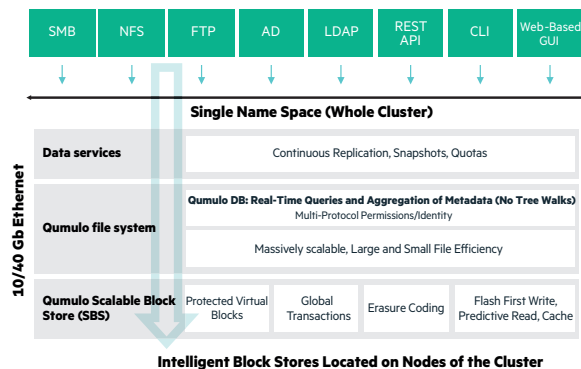 SMB
NFS
FTP
AD
LDAP
REST
API
CLI
Web-Based
GUI
Single Name Space (Whole Cluster)
10/40 Gb Ethernet
Data services
Continuous Replication, Snapshots, Quotas
Qumulo file system
Qumulo DB: Real-Time Queries and Aggregation of Metadata (No Tree Walks)
Multi-Protocol Permissions/Identity
Massively scalable, Large and Small File Efficiency
Qumulo Scalable Block
Store (SBS)
Protected Virtual
Blocks
Global
Transactions
Erasure Coding
Flash First Write,
Predictive Read, Cache
Intelligent Block Stores Located on Nodes of the Cluster